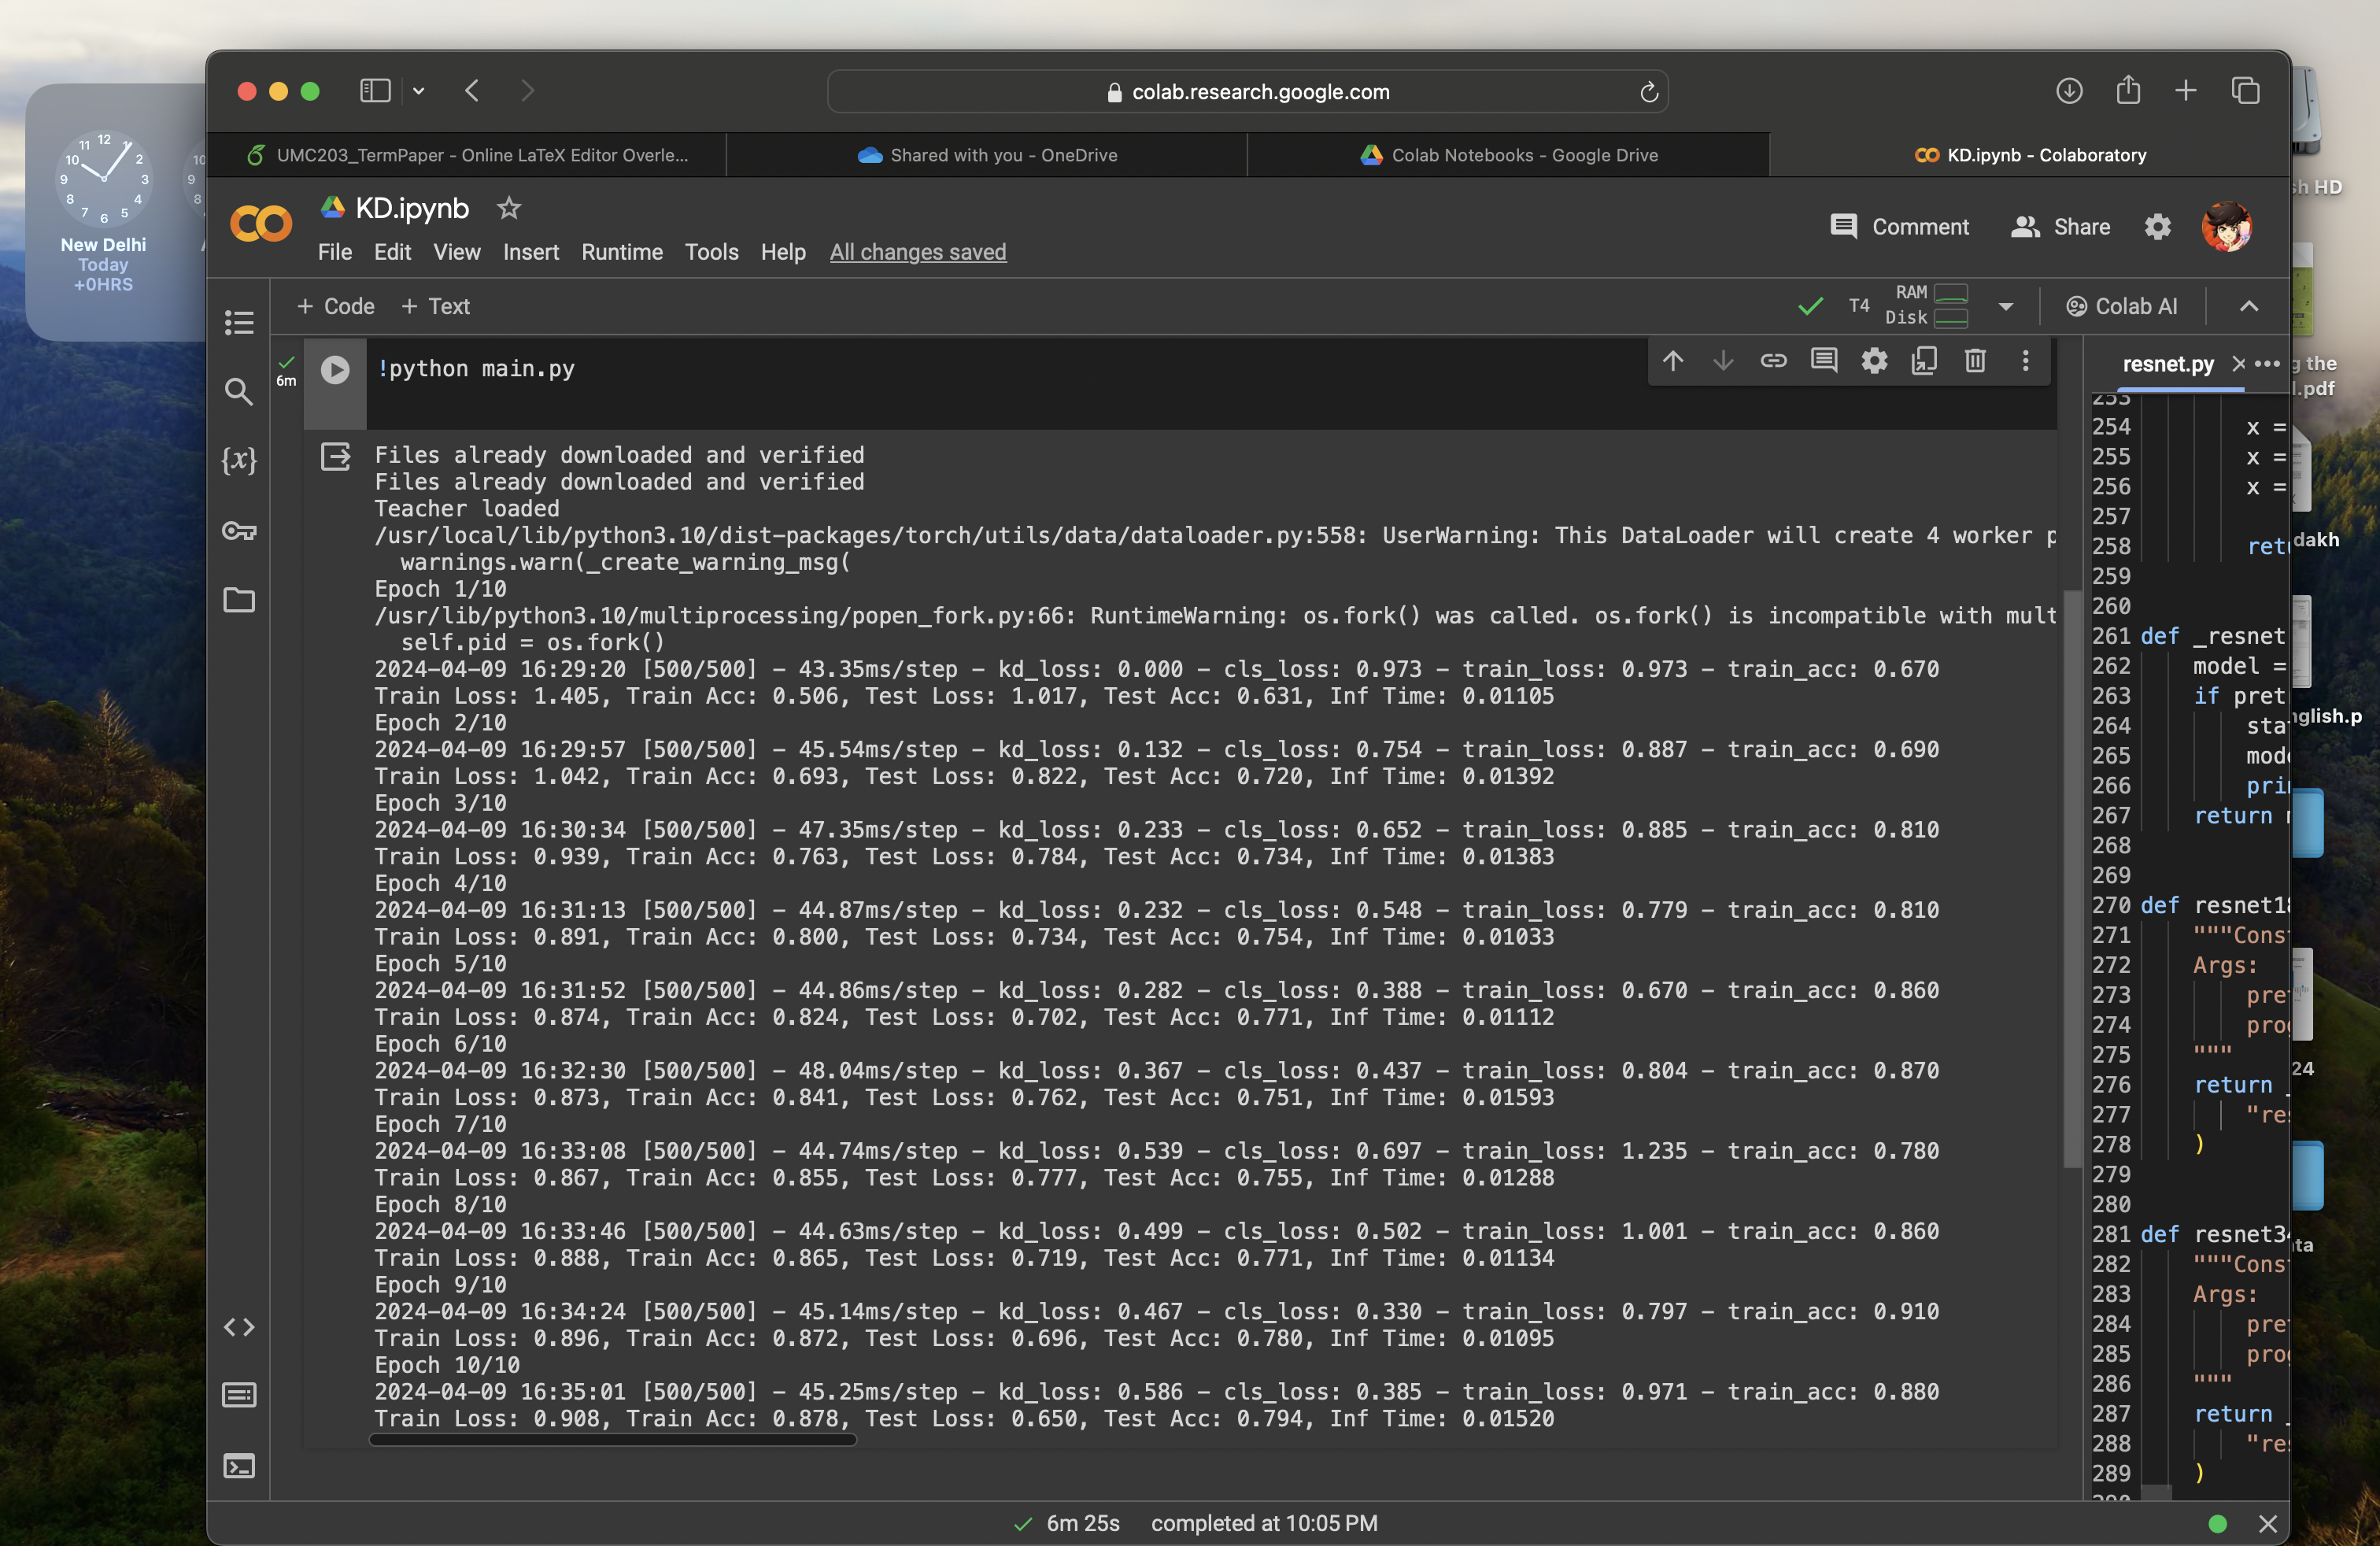 12
11 1
10 2
9 3
8 4
7 6 5
New Delhi
Today
+0HRS
10
9
8
colab.research.google.com
UMC203_TermPaper - Online LaTeX Editor Overle...
Shared with you - OneDrive
Colab Notebooks - Google Drive
KD.ipynb - Colaboratory
KD.ipynb
Comment
Share
File Edit View Insert Runtime Tools Help All changes saved
+ Code + Text
T4
RAM
Disk
Colab AI
6m
!python main.py
Files already downloaded and verified
Files already downloaded and verified
Teacher loaded
/usr/local/lib/python3.10/dist-packages/torch/utils/data/dataloader.py:558: UserWarning: This DataLoader will create 4 worker p
warnings.warn(_create_warning_msg(
Epoch 1/10
/usr/lib/python3.10/multiprocessing/popen_fork.py:66: RuntimeWarning: os.fork() was called. os.fork() is incompatible with mult
self.pid = os.fork()
2024-04-09 16:29:20 [500/500] - 43.35ms/step - kd_loss: 0.000 - cls_loss: 0.973 - train_loss: 0.973 - train_acc: 0.670
Train Loss: 1.405, Train Acc: 0.506, Test Loss: 1.017, Test Acc: 0.631, Inf Time: 0.01105
Epoch 2/10
2024-04-09 16:29:57 [500/500] - 45.54ms/step - kd_loss: 0.132 - cls_loss: 0.754 - train_loss: 0.887 - train_acc: 0.690
Train Loss: 1.042, Train Acc: 0.693, Test Loss: 0.822, Test Acc: 0.720, Inf Time: 0.01392
Epoch 3/10
2024-04-09 16:30:34 [500/500] - 47.35ms/step - kd_loss: 0.233 - cls_loss: 0.652 - train_loss: 0.885 - train_acc: 0.810
Train Loss: 0.939, Train Acc: 0.763, Test Loss: 0.784, Test Acc: 0.734, Inf Time: 0.01383
Epoch 4/10
2024-04-09 16:31:13 [500/500] - 44.87ms/step - kd_loss: 0.232 - cls_loss: 0.548 - train_loss: 0.779 - train_acc: 0.810
Train Loss: 0.891, Train Acc: 0.800, Test Loss: 0.734, Test Acc: 0.754, Inf Time: 0.01033
Epoch 5/10
2024-04-09 16:31:52 [500/500] - 44.86ms/step - kd_loss: 0.282 - cls_loss: 0.388 - train_loss: 0.670 - train_acc: 0.860
Train Loss: 0.874, Train Acc: 0.824, Test Loss: 0.702, Test Acc: 0.771, Inf Time: 0.01112
Epoch 6/10
2024-04-09 16:32:30 [500/500] - 48.04ms/step - kd_loss: 0.367 - cls_loss: 0.437 - train_loss: 0.804 - train_acc: 0.870
Train Loss: 0.873, Train Acc: 0.841, Test Loss: 0.762, Test Acc: 0.751, Inf Time: 0.01593
Epoch 7/10
2024-04-09 16:33:08 [500/500] - 44.74ms/step - kd_loss: 0.539 - cls_loss: 0.697 - train_loss: 1.235 - train_acc: 0.780
Train Loss: 0.867, Train Acc: 0.855, Test Loss: 0.777, Test Acc: 0.755, Inf Time: 0.01288
Epoch 8/10
2024-04-09 16:33:46 [500/500] - 44.63ms/step - kd_loss: 0.499 - cls_loss: 0.502 - train_loss: 1.001 - train_acc: 0.860
Train Loss: 0.888, Train Acc: 0.865, Test Loss: 0.719, Test Acc: 0.771, Inf Time: 0.01134
Epoch 9/10
2024-04-09 16:34:24 [500/500] - 45.14ms/step - kd_loss: 0.467 - cls_loss: 0.330 - train_loss: 0.797 - train_acc: 0.910
Train Loss: 0.896, Train Acc: 0.872, Test Loss: 0.696, Test Acc: 0.780, Inf Time: 0.01095
Epoch 10/10
2024-04-09 16:35:01 [500/500] - 45.25ms/step - kd_loss: 0.586 - cls_loss: 0.385 - train_loss: 0.971 - train_acc: 0.880
Train Loss: 0.908, Train Acc: 0.878, Test Loss: 0.650, Test Acc: 0.794, Inf Time: 0.01520
resnet.py
253
254 x =
255 x =
256 x =
257
258 retu
259
260
261 def _resnet
262 model =
263 if pret
264 sta
265 mode
266 prin
267 return
268
269
270 def resnet18
271 """Cons
272 Args:
273 pre
274 prog
275 """
276 return _
277 "res
278 )
279
280
281 def resnet34
282 """Cons
283 Args:
284 pre
285 prog
286 """
287 return _
288 "res
289 )
290
6m 25s completed at 10:05 PM
sh HD
g the
l.pdf
dakh
nglish.p
24
ta